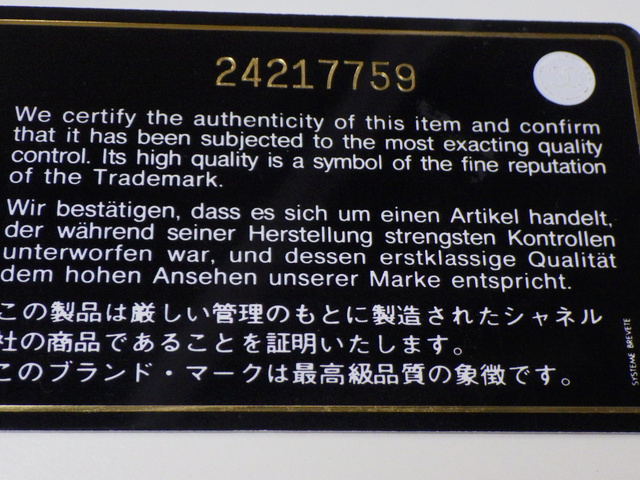 24217759
We certify the authenticity of this item and confirm
that it has been subjected to the most exacting quality
control. Its high quality is a symbol of the fine reputation
of the Trademark.
Wir bestätigen, dass es sich um einen Artikel handelt,
der während seiner Herstellung strengsten Kontrollen
unterworfen war, und dessen erstklassige Qualität
dem hohen Ansehen unserer Marke entspricht.
この製品は厳しい管理のもとに製造されたシャネル
社の商品であることを証明いたします。
このブランド・マークは最高級品質の象徴です。
SYSTEME BREVETE